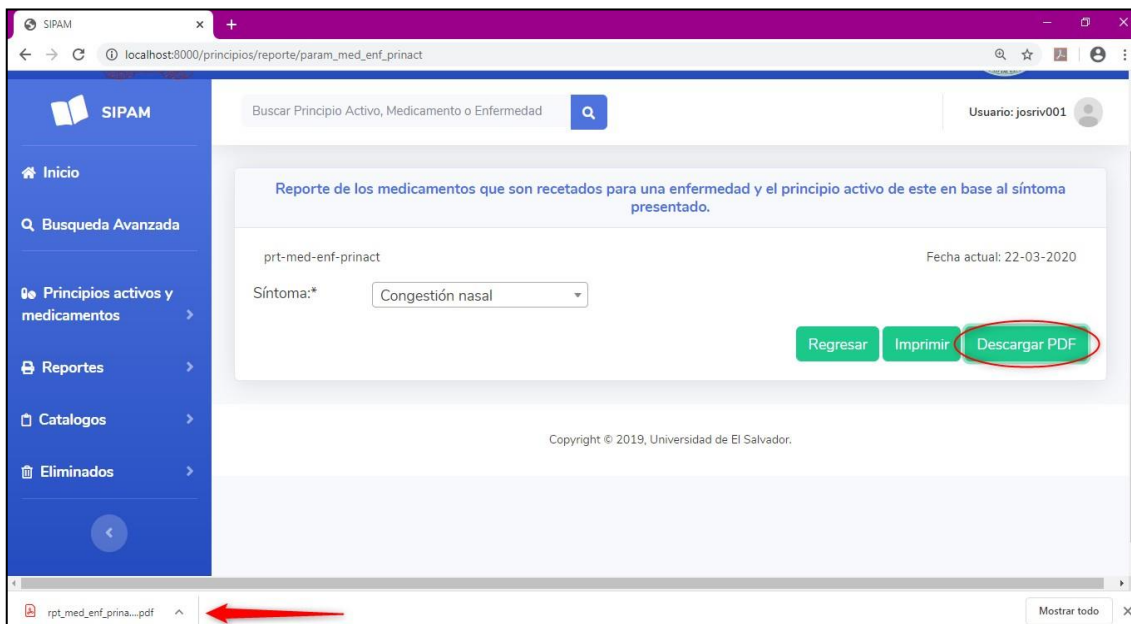 SIPAM
localhost:8000/principios/reporte/param_med_enf_prinact
SIPAM
Buscar Principio Activo, Medicamento o Enfermedad
Usuario: josriv001
Inicio
Busqueda Avanzada
Principios activos y
medicamentos
Reportes
Catalogos
Eliminados
Reporte de los medicamentos que son recetados para una enfermedad y el principio activo de este en base al síntoma
presentado.
prt-med-enf-prinact
Fecha actual: 22-03-2020
Síntoma:*
Congestión nasal
Regresar
Imprimir
Descargar PDF
Copyright © 2019, Universidad de El Salvador.
rpt_med_enf_prina....pdf
Mostrar todo